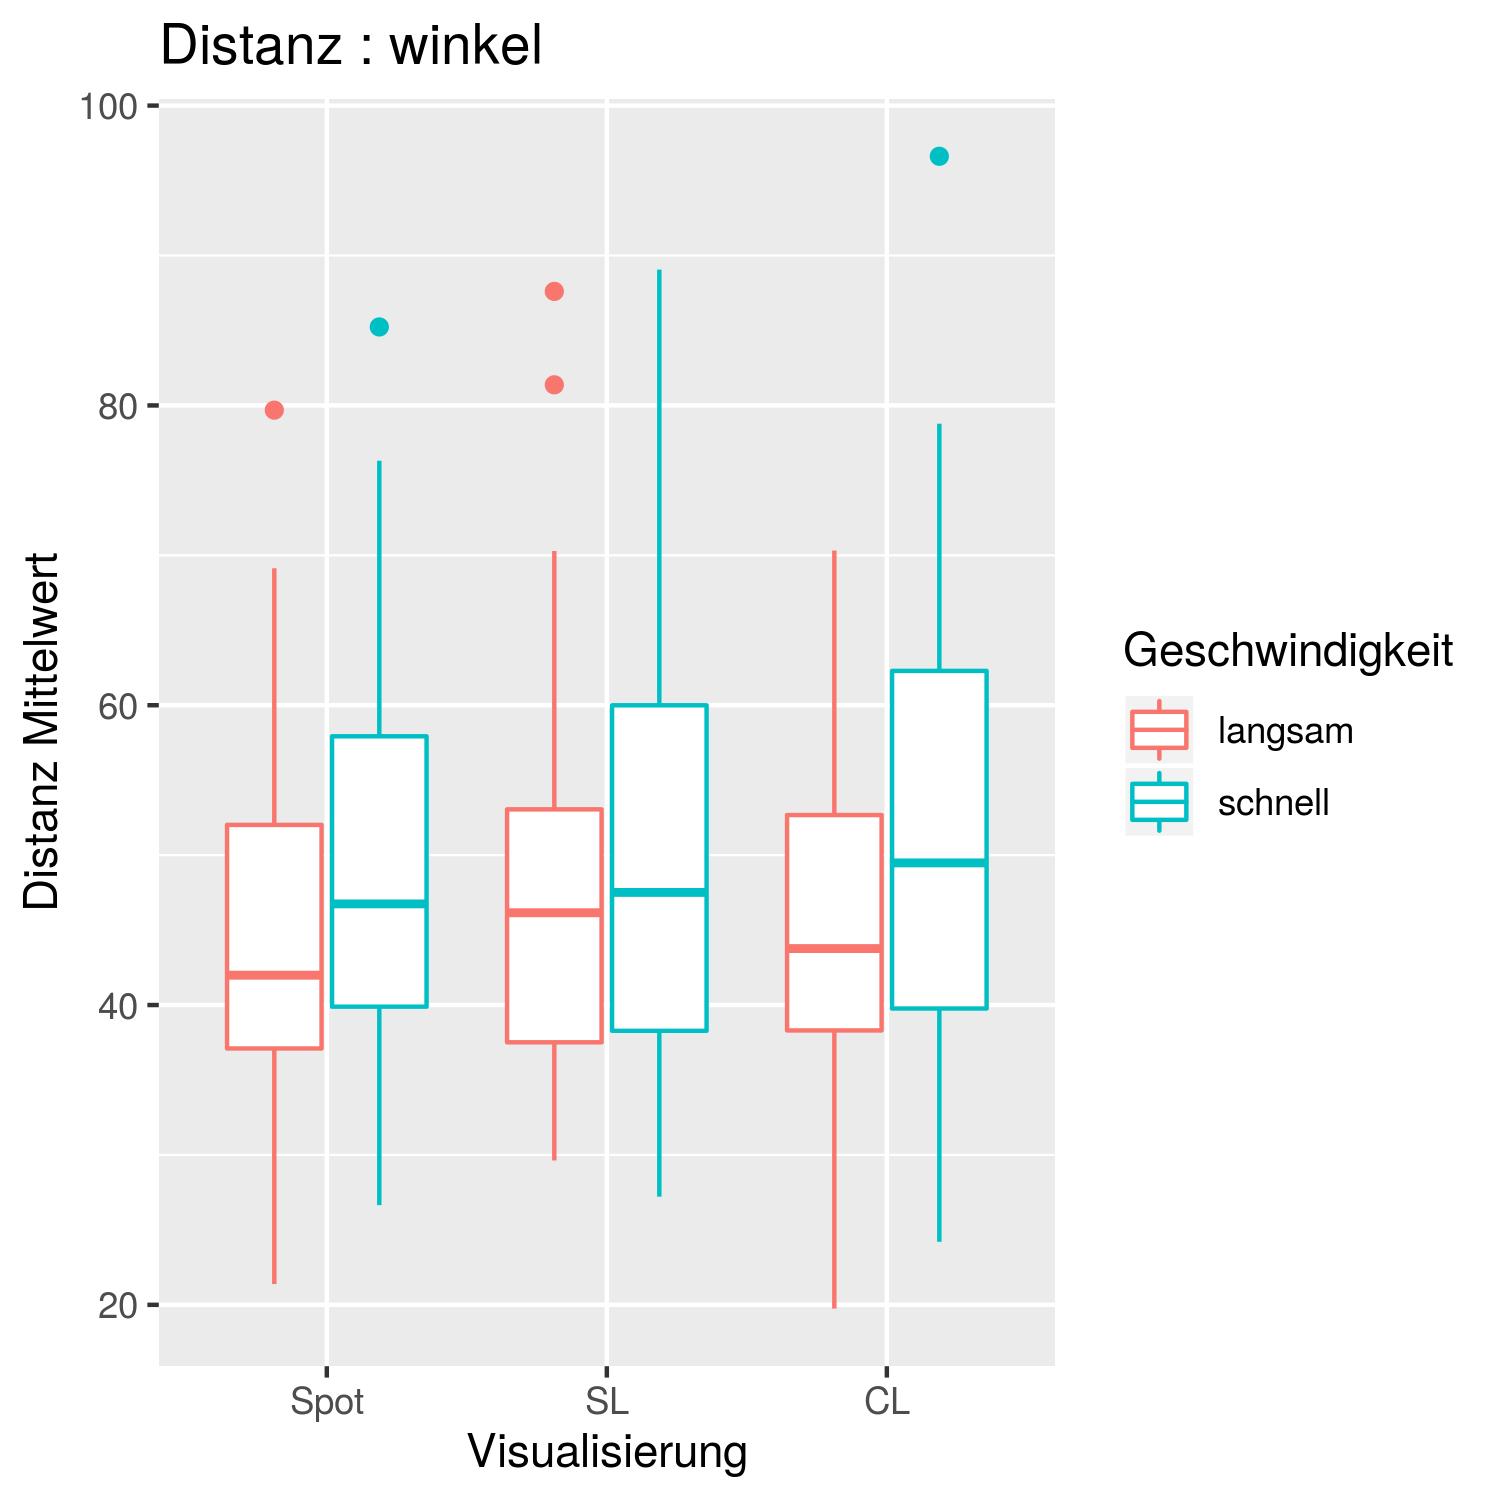 Distanz : winkel
100
80
60
40
20
Distanz Mittelwert
Spot SL CL
Visualisierung
Geschwindigkeit
langsam
schnell